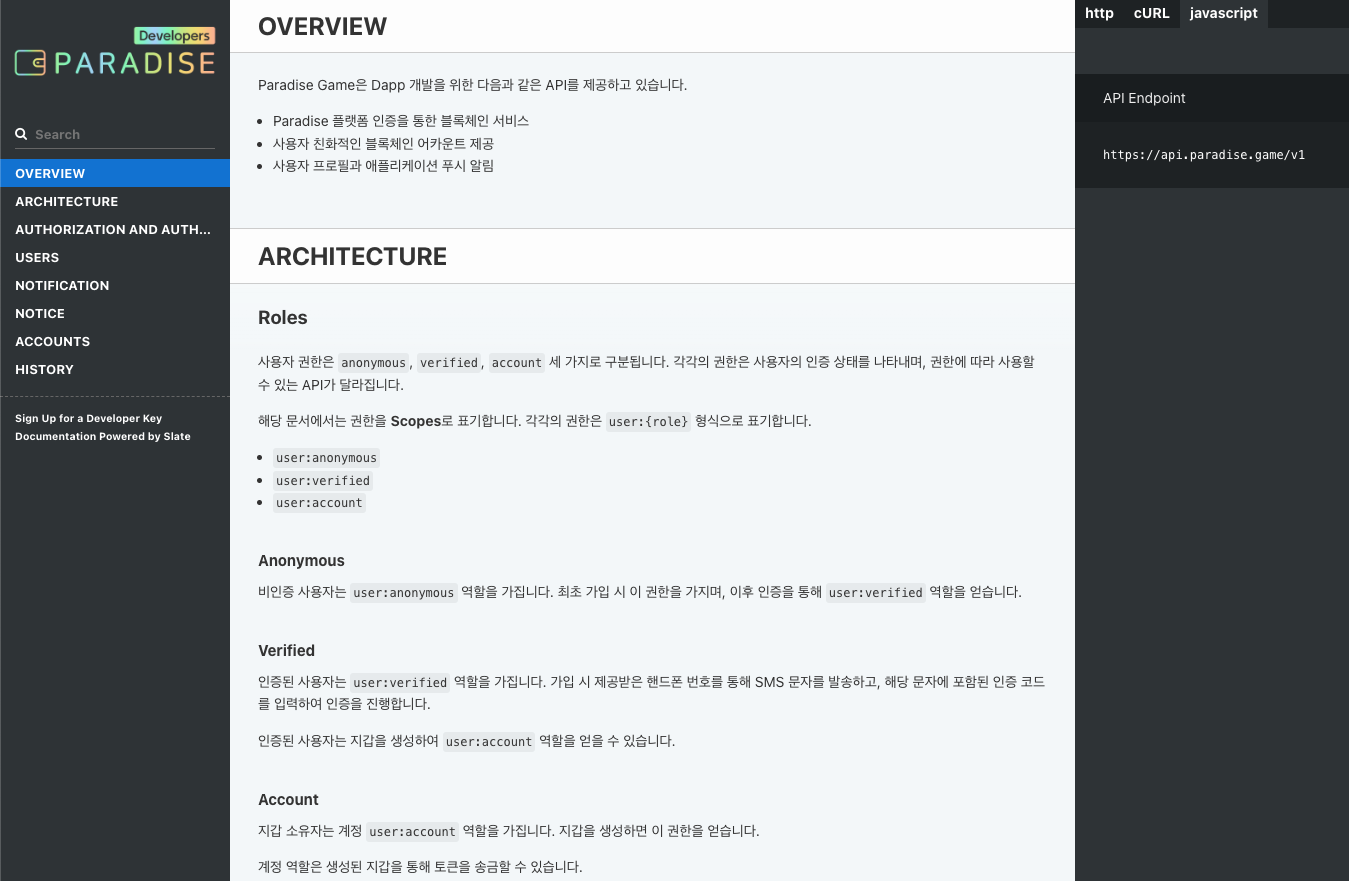 Developers
PARADISE
Search
OVERVIEW
ARCHITECTURE
AUTHORIZATION AND AUTH...
USERS
NOTIFICATION
NOTICE
ACCOUNTS
HISTORY
Sign Up for a Developer Key
Documentation Powered by Slate
OVERVIEW
Paradise Game은 Dapp 개발을 위한 다음과 같은 API를 제공하고 있습니다.
Paradise 플랫폼 인증을 통한 블록체인 서비스
사용자 친화적인 블록체인 어카운트 제공
사용자 프로필과 애플리케이션 푸시 알림
ARCHITECTURE
Roles
사용자 권한은 anonymous, verified, account 세 가지로 구분됩니다. 각각의 권한은 사용자의 인증 상태를 나타내며, 권한에 따라 사용할
수 있는 API가 달라집니다.
해당 문서에서는 권한을 Scopes로 표기합니다. 각각의 권한은 user:{role} 형식으로 표기합니다.
user:anonymous
user:verified
user:account
Anonymous
비인증 사용자는 user:anonymous 역할을 가집니다. 최초 가입 시 이 권한을 가지며, 이후 인증을 통해 user:verified 역할을 얻습니다.
Verified
인증된 사용자는 user:verified 역할을 가집니다. 가입 시 제공받은 핸드폰 번호를 통해 SMS 문자를 발송하고, 해당 문자에 포함된 인증 코드
를 입력하여 인증을 진행합니다.
인증된 사용자는 지갑을 생성하여 user:account 역할을 얻을 수 있습니다.
Account
지갑 소유자는 계정 user:account 역할을 가집니다. 지갑을 생성하면 이 권한을 얻습니다.
계정 역할은 생성된 지갑을 통해 토큰을 송금할 수 있습니다.
http cURL javascript
API Endpoint
https://api.paradise.game/v1